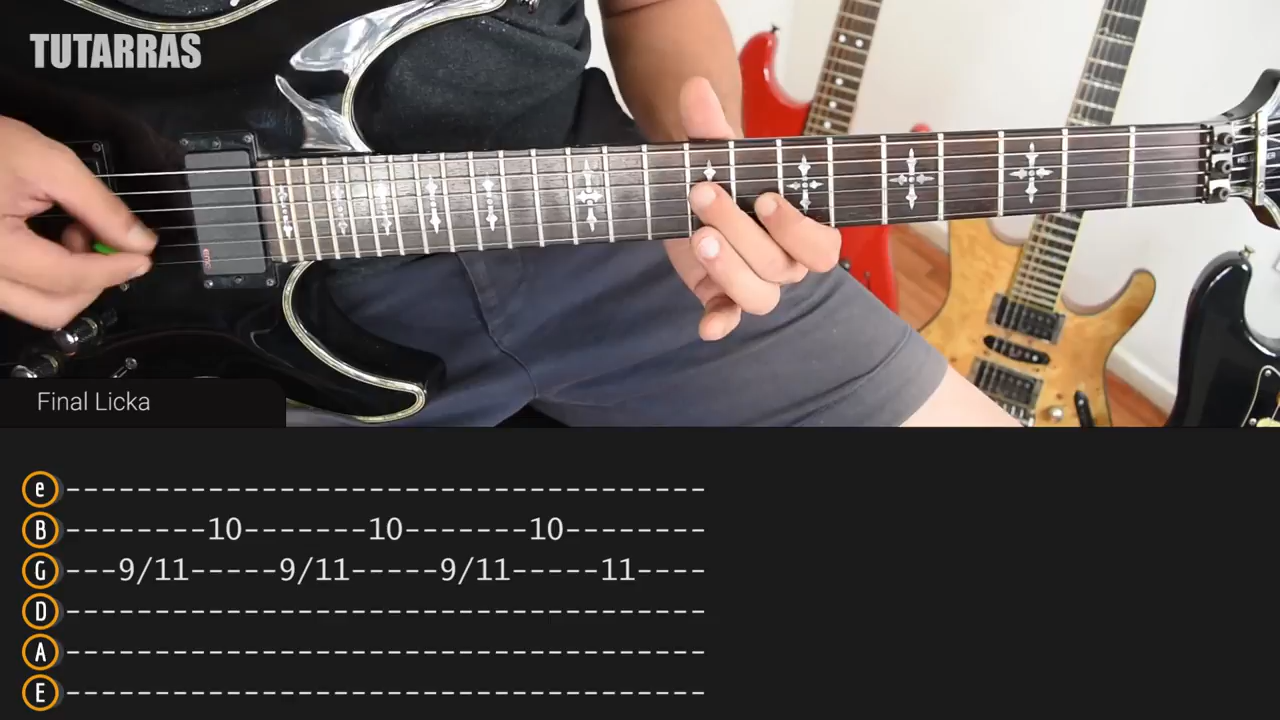 TUTARRAS
Final Licka
e-----------------------------------------
B---------10--------10--------10---------
G---9/11------9/11------9/11------11----
D-----------------------------------------
A-----------------------------------------
E-----------------------------------------